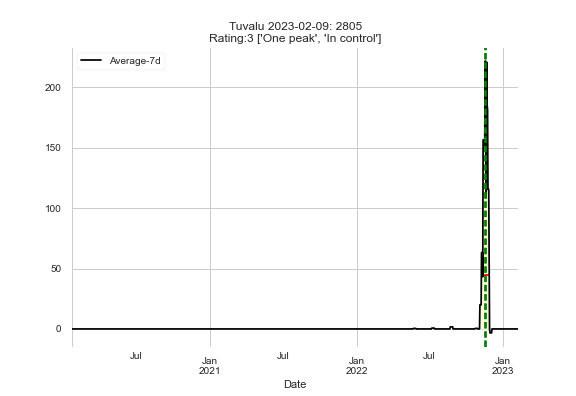 Tuvalu 2023-02-09: 2805
Rating:3 ['One peak', 'In control']
Average-7d
200
150
100
50
0
Jul
Jan
2021
Jul
Jan
2022
Jul
Jan
2023
Date